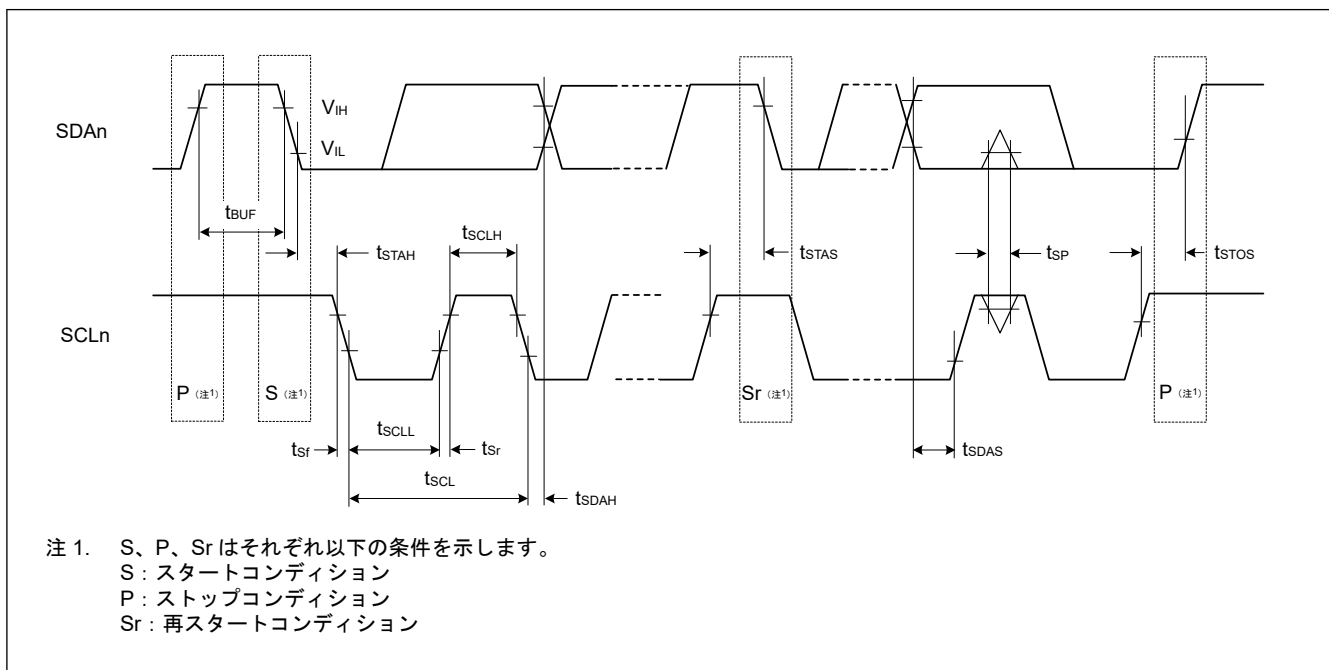 SDAn
VIH
VIL
tBUF
tSTAH
tSCLH
tSTAS
tSP
tSTOS
SCLn
P（注1）
S（注1）
Sr（注1）
P（注1）
tSf
tSCLL
tSr
tSDAS
tSCL
tSDAH
注 1. S、P、Sr はそれぞれ以下の条件を示します。
S：スタートコンディション
P：ストップコンディション
Sr：再スタートコンディション